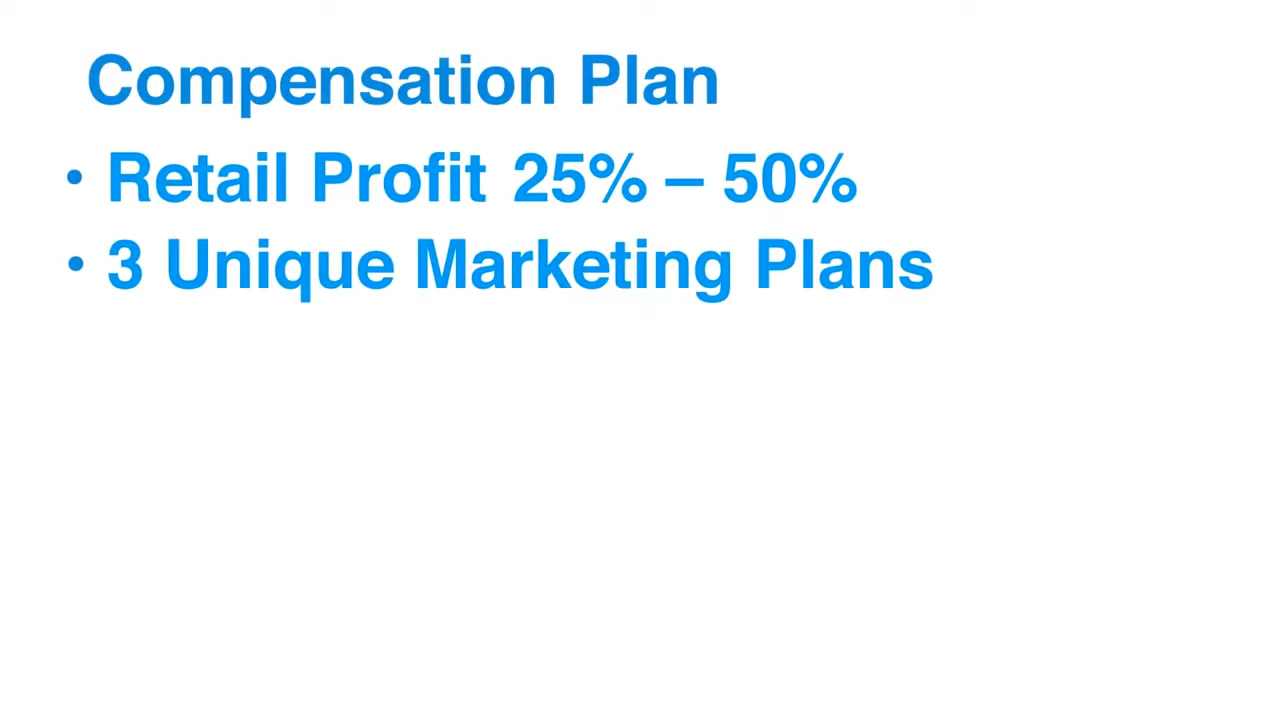 Compensation Plan
• Retail Profit 25% – 50%
• 3 Unique Marketing Plans